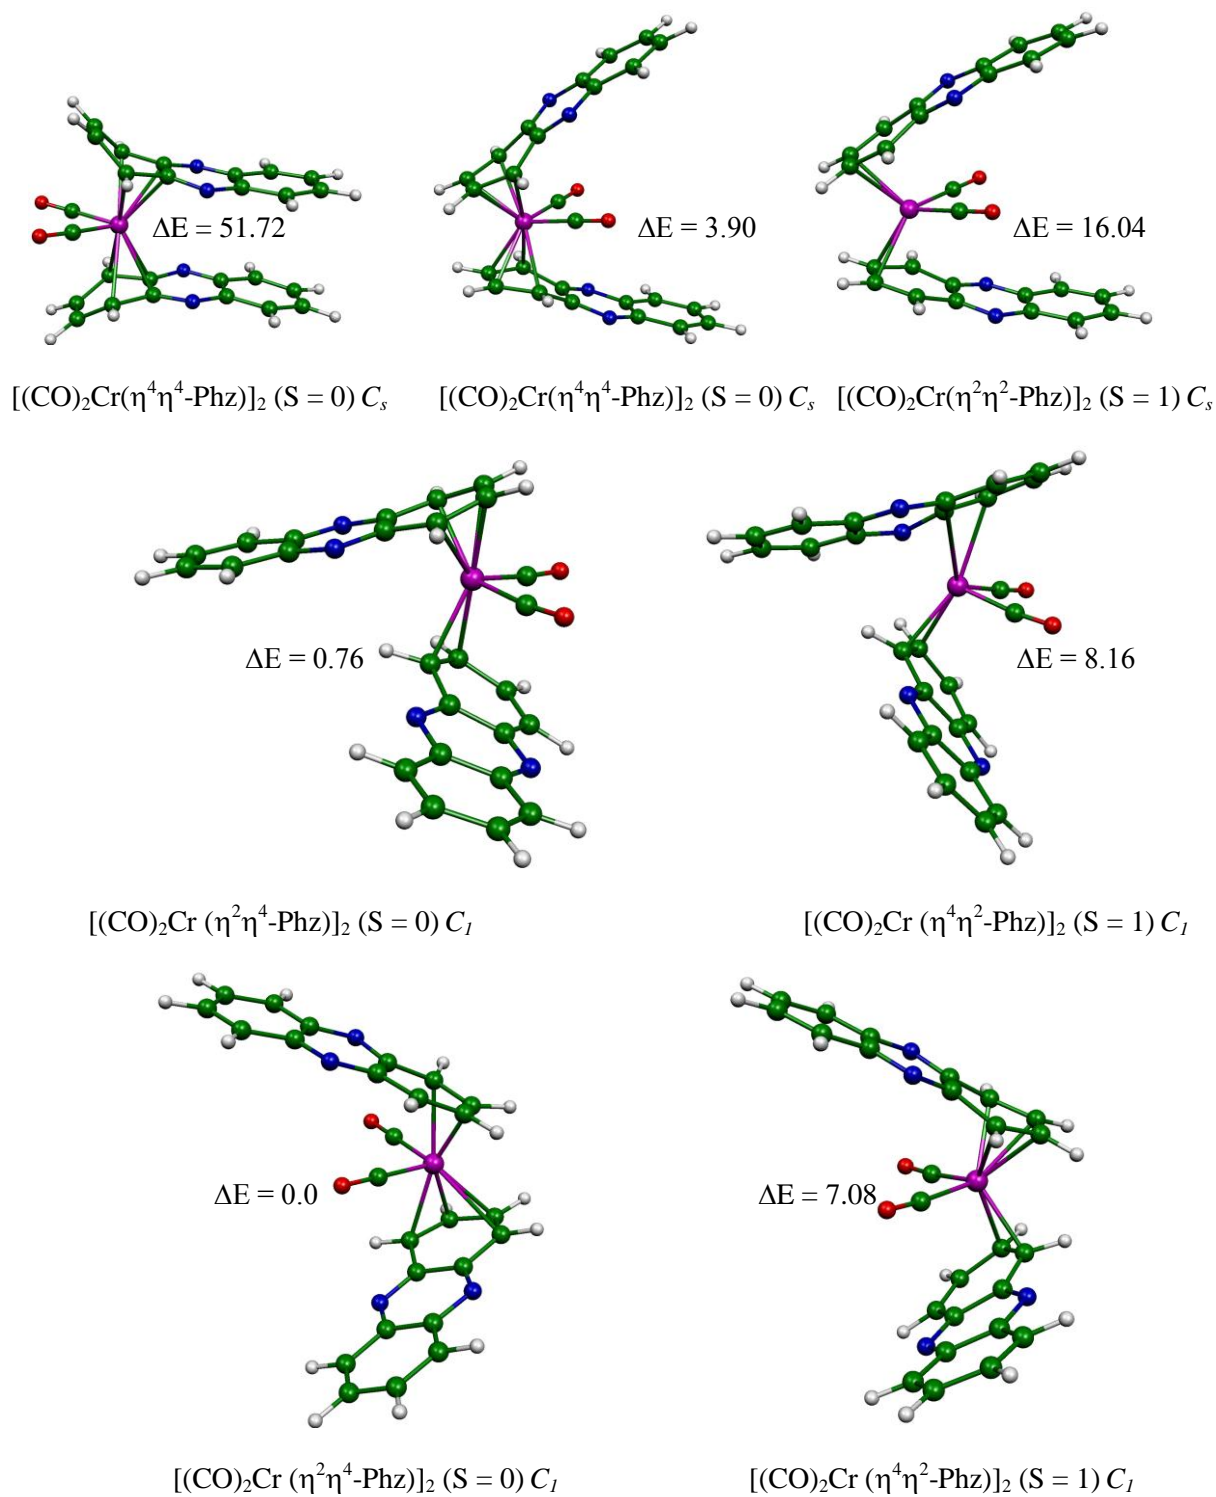 ΔE = 51.72
ΔE = 3.90
ΔE = 16.04
[(CO)₂Cr(η⁴η⁴-Phz)]₂ (S = 0) Cₛ
[(CO)₂Cr(η⁴η⁴-Phz)]₂ (S = 0) Cₛ
[(CO)₂Cr(η²η²-Phz)]₂ (S = 1) Cₛ
ΔE = 0.76
ΔE = 8.16
[(CO)₂Cr (η²η⁴-Phz)]₂ (S = 0) C₁
[(CO)₂Cr (η⁴η²-Phz)]₂ (S = 1) C₁
ΔE = 0.0
ΔE = 7.08
[(CO)₂Cr (η²η⁴-Phz)]₂ (S = 0) C₁
[(CO)₂Cr (η⁴η²-Phz)]₂ (S = 1) C₁